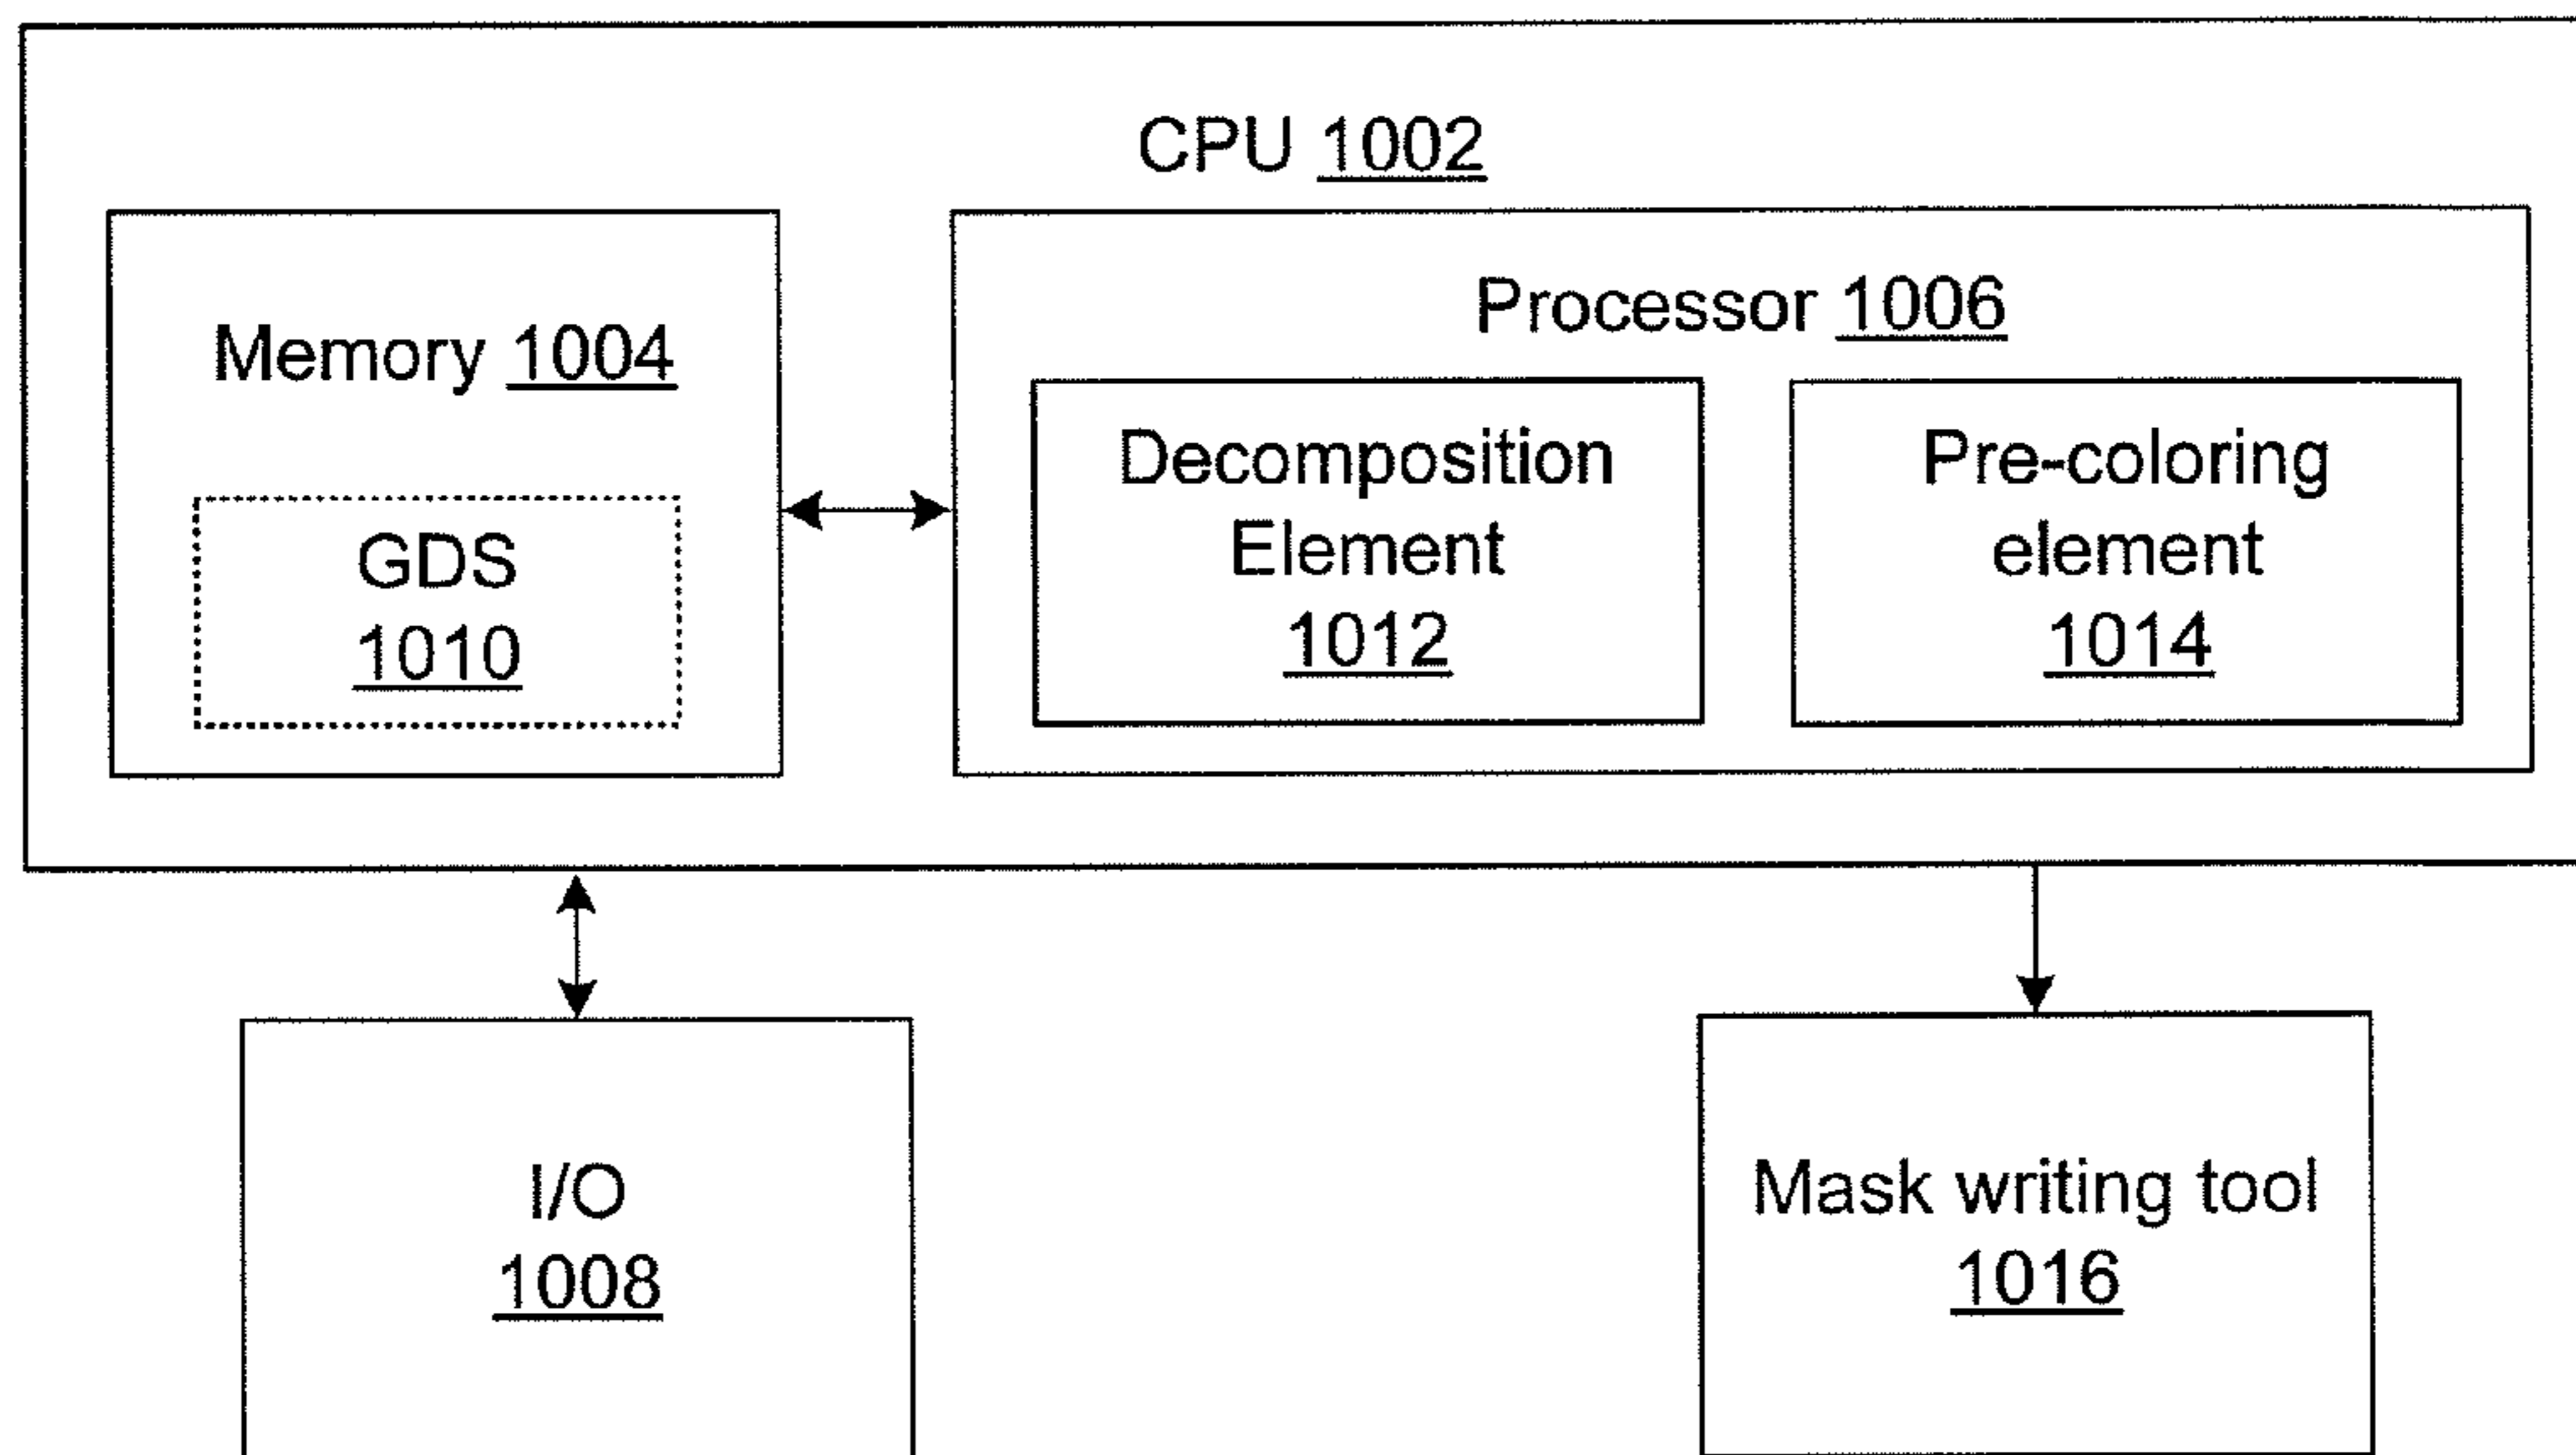 CPU 1002
Memory 1004
GDS
1010
Processor 1006
Decomposition
Element
1012
Pre-coloring
element
1014
I/O
1008
Mask writing tool
1016